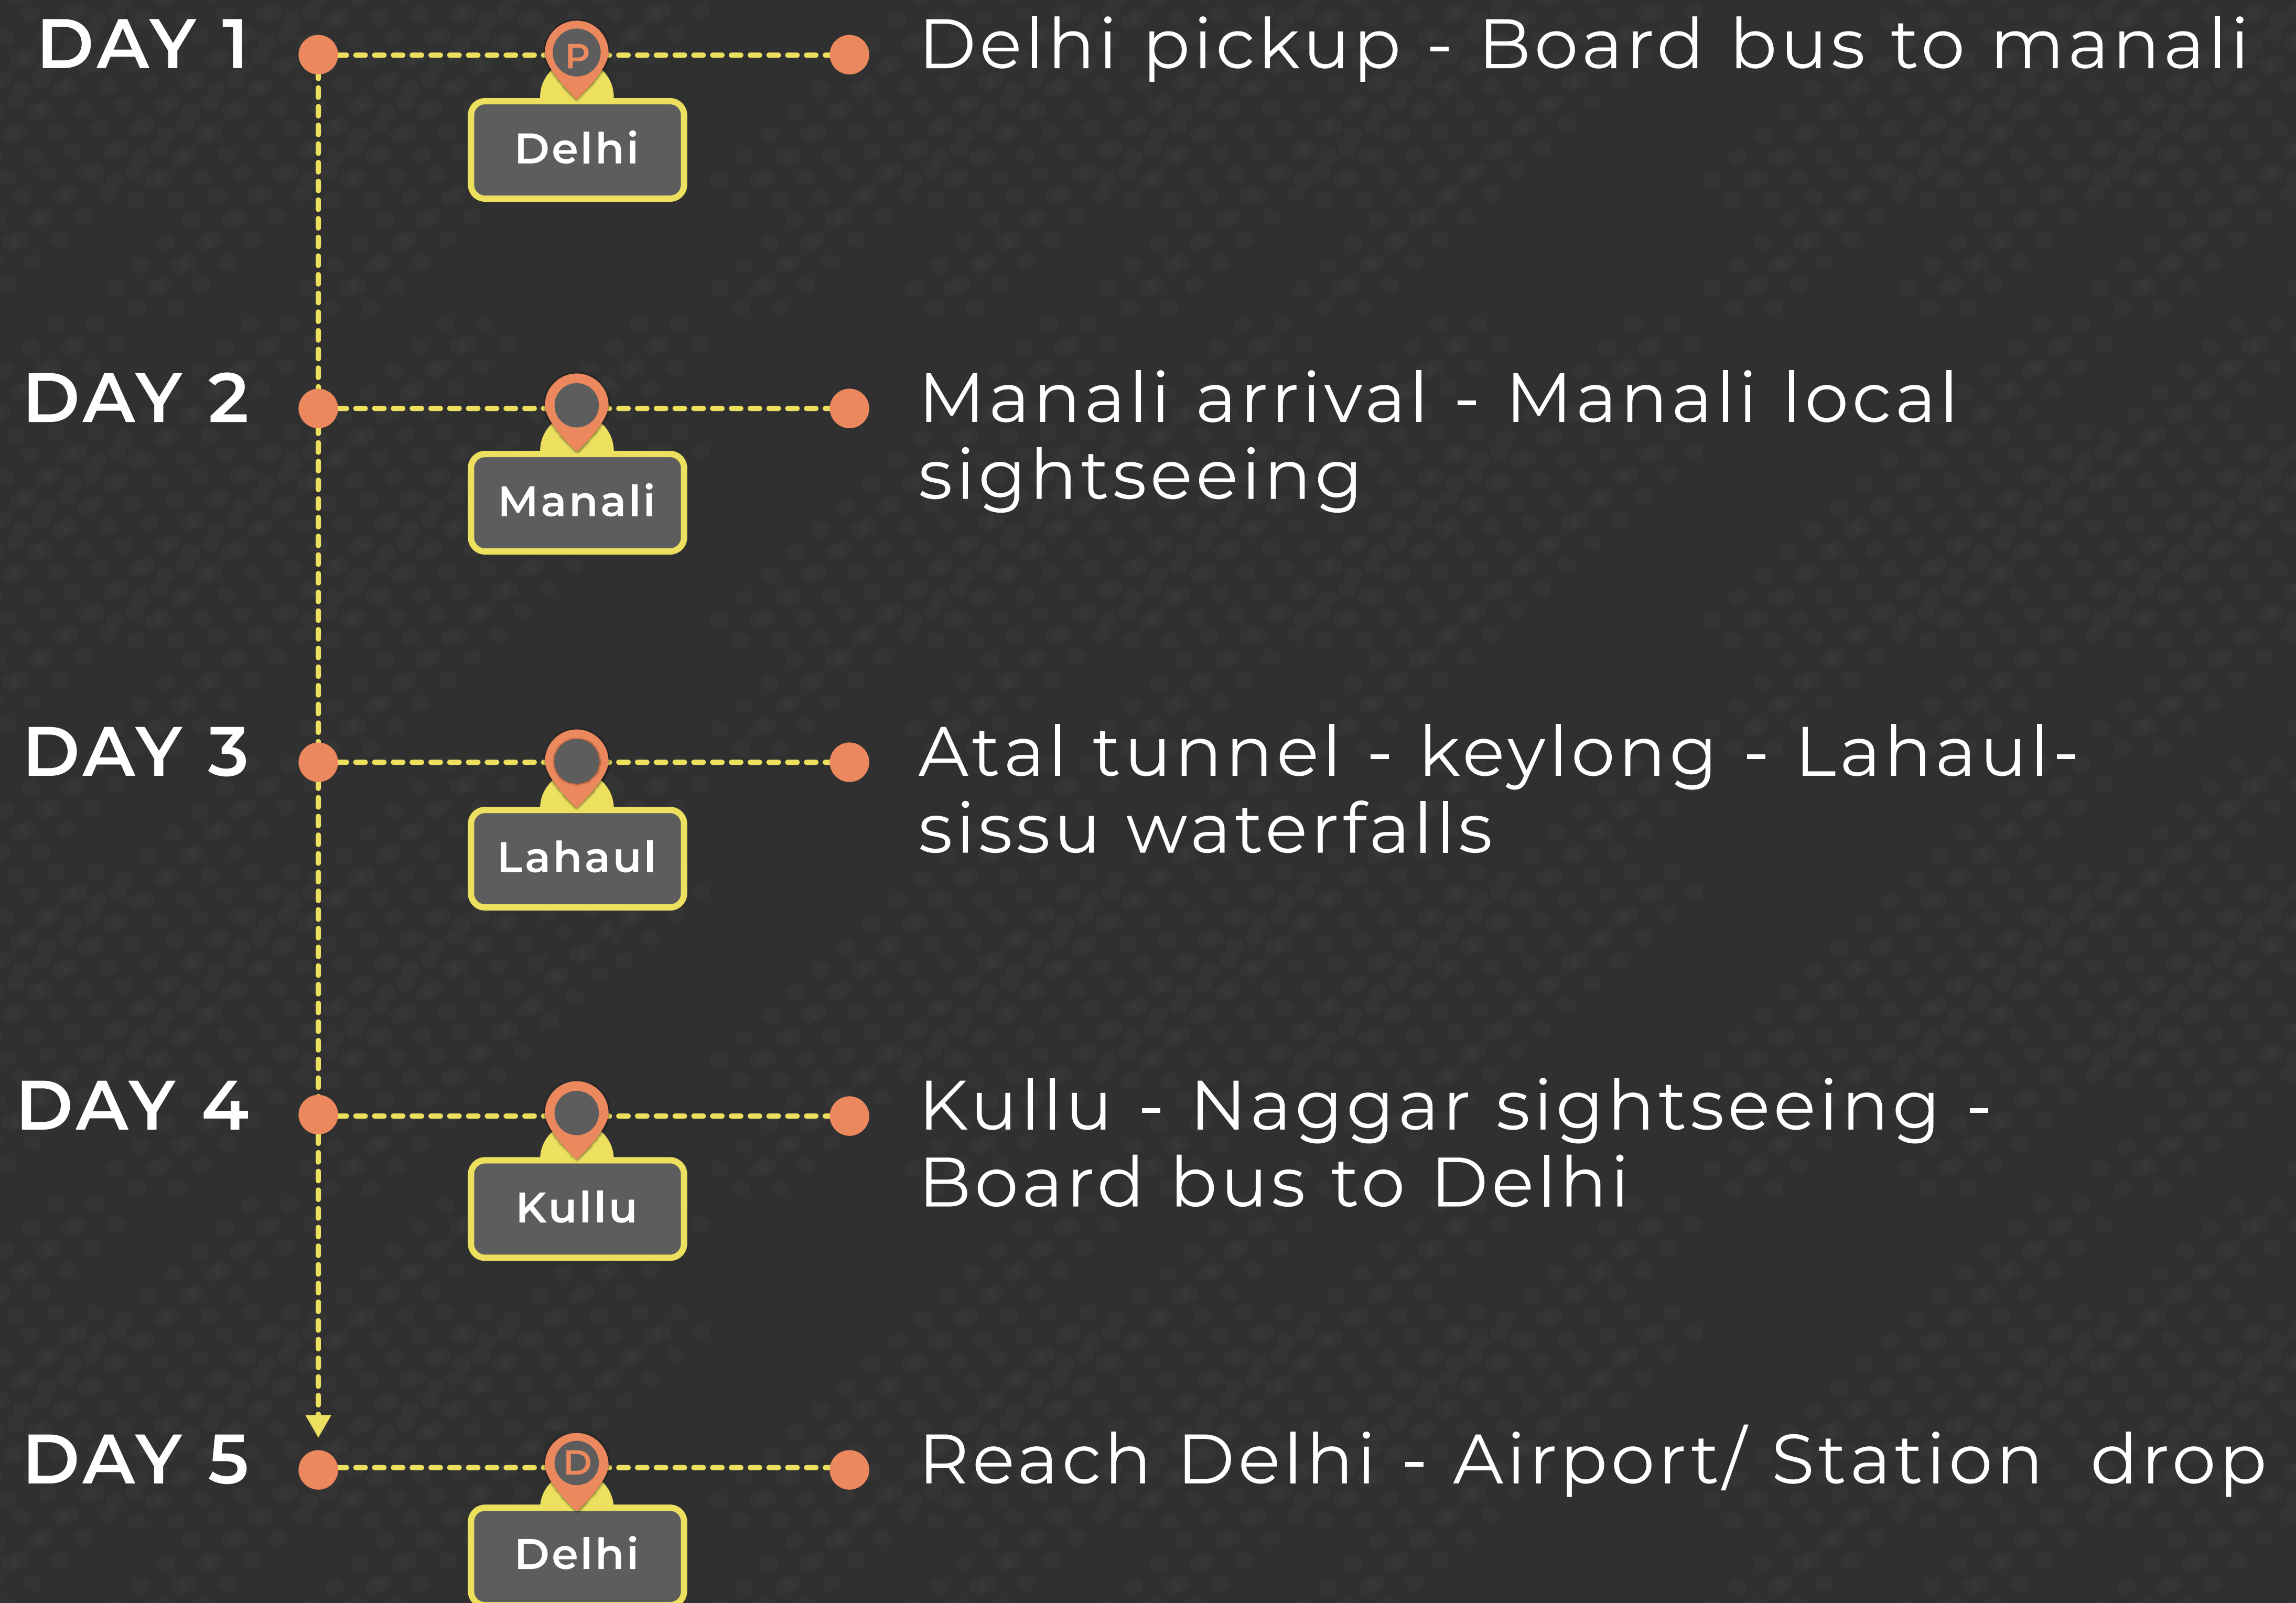 DAY 1
P
Delhi
Delhi pickup - Board bus to manali
DAY 2
Manali
Manali arrival - Manali local
sightseeing
DAY 3
Lahaul
Atal tunnel - keylong - Lahaul-
sissu waterfalls
DAY 4
Kullu
Kullu - Naggar sightseeing -
Board bus to Delhi
DAY 5
D
Delhi
Reach Delhi - Airport/ Station drop